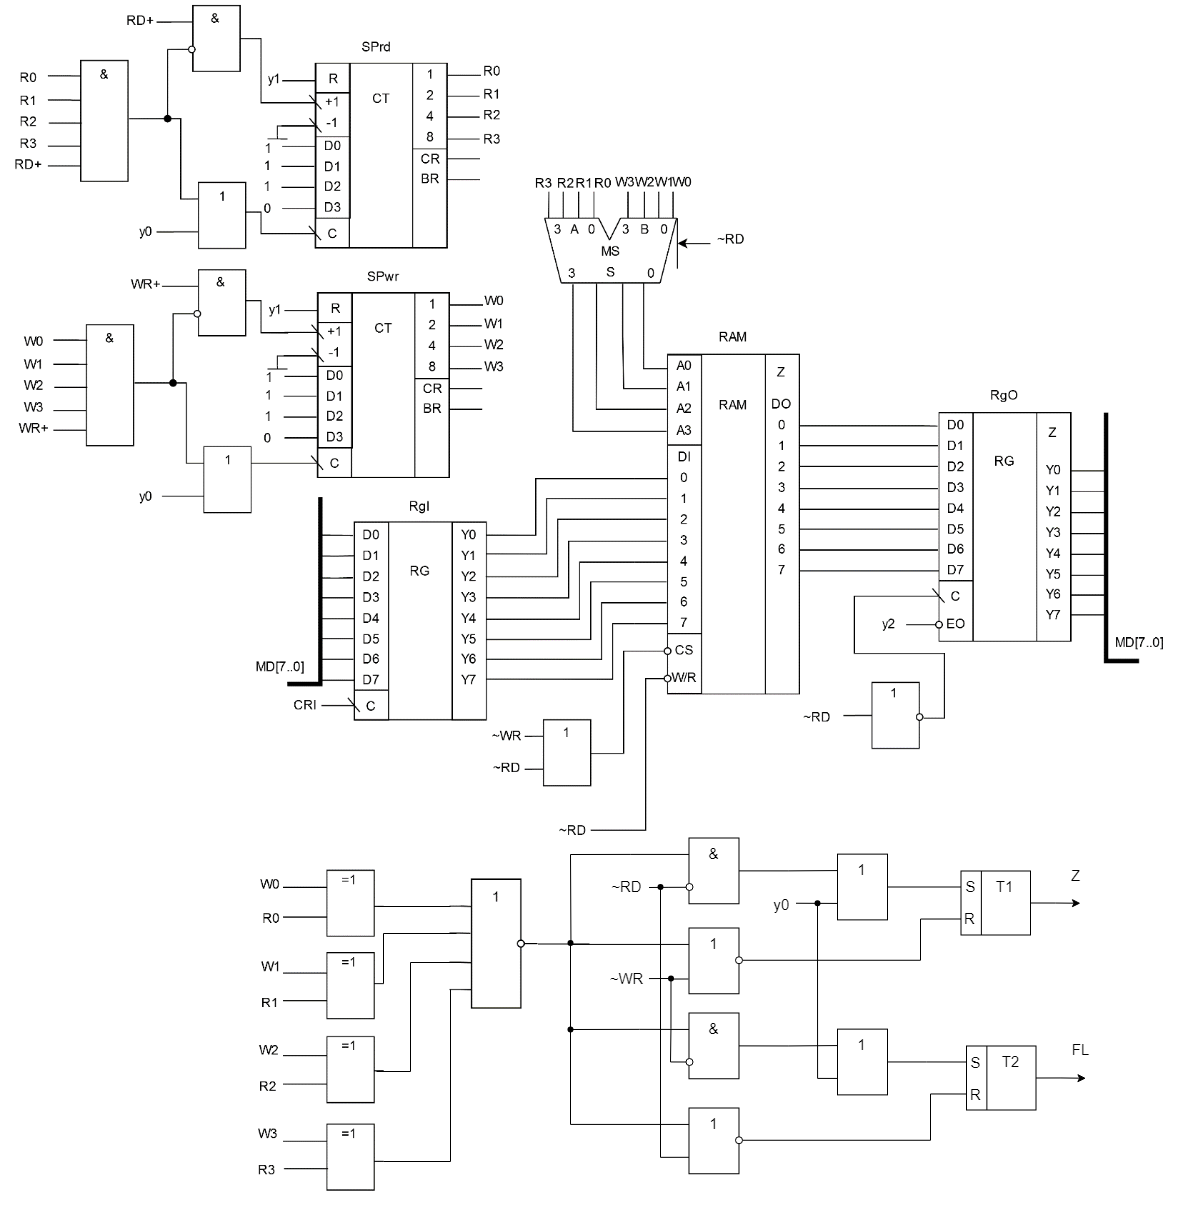 RD+
&
SPrd
R0
R1
R2
R3
RD+
&
y1
R
+1
-1
1
D0
1
D1
1
D2
0
D3
C
CT
1
2
4
8
CR
BR
R0
R1
R2
R3
1
y0
R3 R2 R1 R0 W3 W2 W1 W0
3 A 0 3 B 0
MS
3 S 0
~RD
WR+
&
SPwr
W0
W1
W2
W3
WR+
&
y1
R
+1
-1
1
D0
1
D1
1
D2
0
D3
C
CT
1
2
4
8
CR
BR
W0
W1
W2
W3
1
y0
RAM
A0
A1
A2
A3
DI
0
1
2
3
4
5
6
7
CS
W/R
RAM
Z
DO
0
1
2
3
4
5
6
7
RgO
D0
D1
D2
D3
D4
D5
D6
D7
C
EO
RG
Z
Y0
Y1
Y2
Y3
Y4
Y5
Y6
Y7
y2
MD[7..0]
~RD
1
RgI
D0
D1
D2
D3
D4
D5
D6
D7
C
RG
Y0
Y1
Y2
Y3
Y4
Y5
Y6
Y7
MD[7..0]
CRI
~WR
~RD
1
~RD
W0
R0
=1
W1
R1
=1
W2
R2
=1
W3
R3
=1
1
~RD
&
1
y0
S
R
T1
Z
~WR
1
&
1
S
R
T2
FL
1